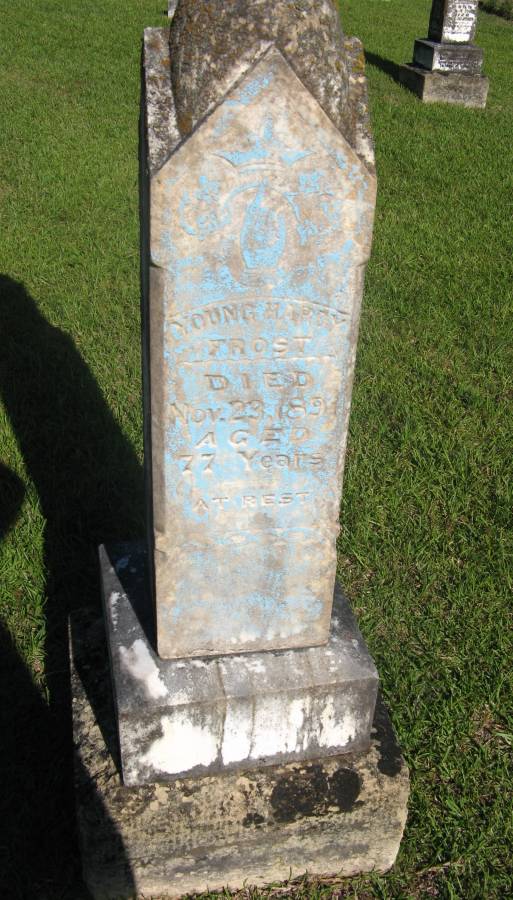 YOUNG HARDY
FROST
DIED
Nov. 23, 1891
AGED
77 Years
AT REST